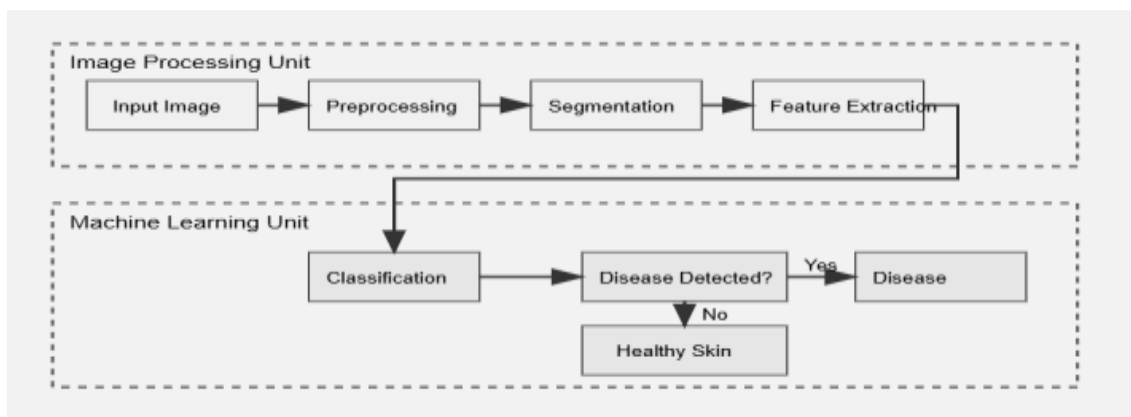 Image Processing Unit
Input Image
Preprocessing
Segmentation
Feature Extraction
Machine Learning Unit
Classification
Disease Detected?
Yes
Disease
No
Healthy Skin